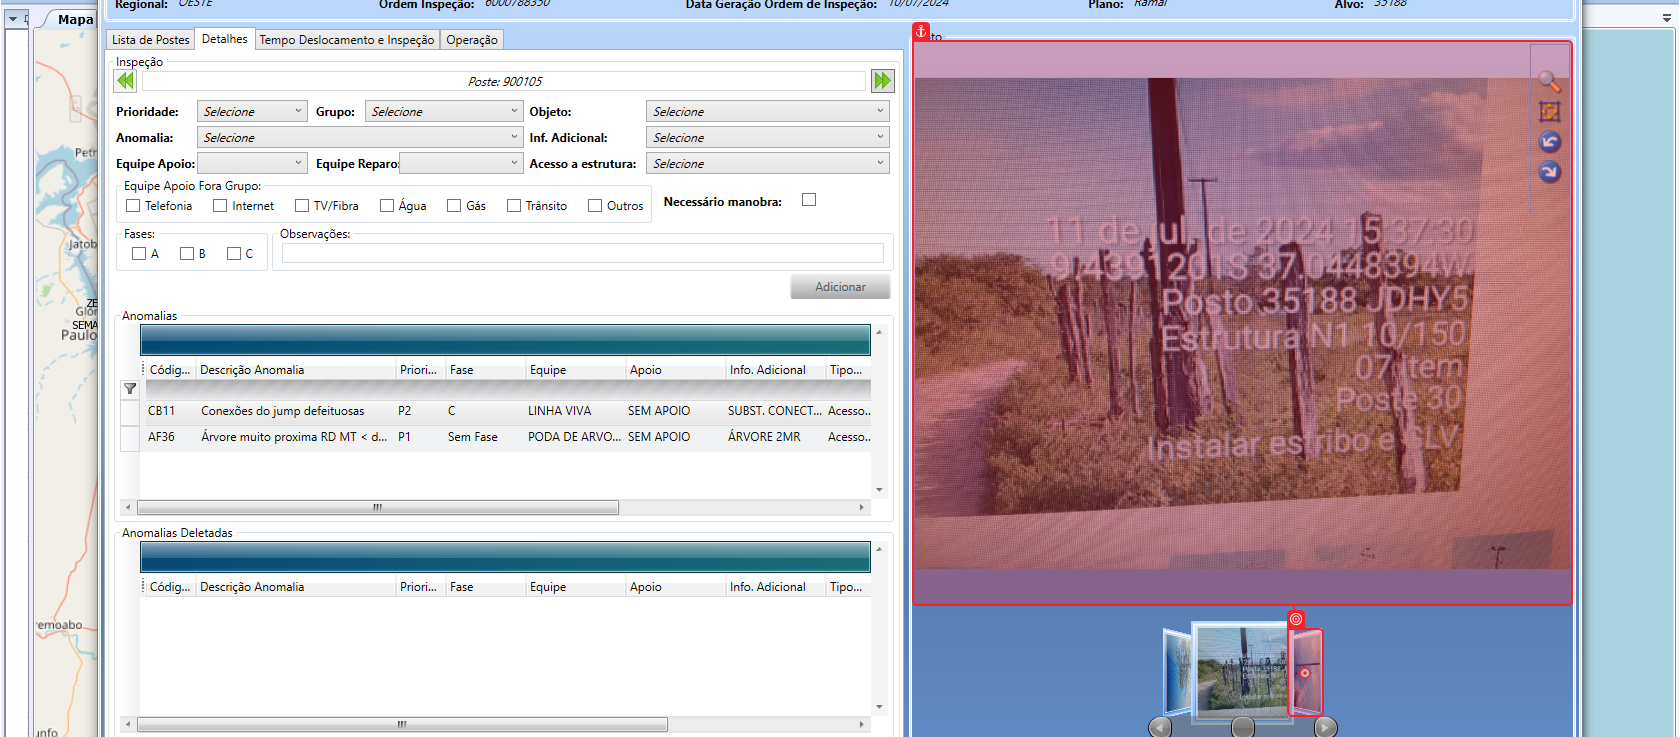 Regional: OESTE Ordem Inspeção: 6000788350 Data Geração Ordem de Inspeção: 10/07/2024 Plano: Ramal Alvo: 35188
Mapa
Lista de Postes Detalhes Tempo Deslocamento e Inspeção Operação
Inspeção
Poste: 900105
Prioridade: Selecione Grupo: Selecione Objeto: Selecione
Anomalia: Selecione Inf. Adicional: Selecione
Equipe Apoio: Equipe Reparo: Acesso a estrutura: Selecione
Equipe Apoio Fora Grupo:
Telefonia Internet TV/Fibra Água Gás Trânsito Outros Necessário manobra:
Fases: Observações:
A B C
Adicionar
Anomalias
Códig... Descrição Anomalia Priori... Fase Equipe Apoio Info. Adicional Tipo...
CB11 Conexões do jump defeituosas P2 C LINHA VIVA SEM APOIO SUBST. CONECT... Acesso..
AF36 Árvore muito proxima RD MT < d... P1 Sem Fase PODA DE ARVO... SEM APOIO ÁRVORE 2MR Acesso..
Anomalias Deletadas
Códig... Descrição Anomalia Priori... Fase Equipe Apoio Info. Adicional Tipo...
11 de jul. de 2024 15:37:30
9,4391201S 37,0448394W
Posto 35188 JDHY5
Estrutura N1 10/150
07 Item
Poste 30
Instalar estribo e SLV
Petr
Jatob
Glór
SEMA
Paulo
emoabo